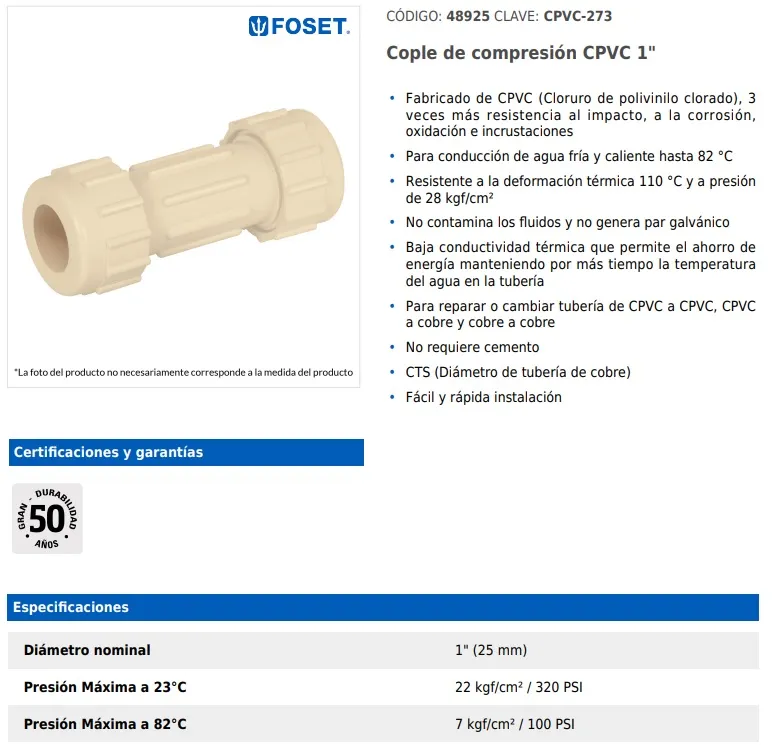 FOSET.
*La foto del producto no necesariamente corresponde a la medida del producto
CÓDIGO: 48925 CLAVE: CPVC-273
Cople de compresión CPVC 1"
• Fabricado de CPVC (Cloruro de polivinilo clorado), 3
veces más resistencia al impacto, a la corrosión,
oxidación e incrustaciones
• Para conducción de agua fría y caliente hasta 82 °C
• Resistente a la deformación térmica 110 °C y a presión
de 28 kgf/cm²
• No contamina los fluidos y no genera par galvánico
• Baja conductividad térmica que permite el ahorro de
energía manteniendo por más tiempo la temperatura
del agua en la tubería
• Para reparar o cambiar tubería de CPVC a CPVC, CPVC
a cobre y cobre a cobre
• No requiere cemento
• CTS (Diámetro de tubería de cobre)
• Fácil y rápida instalación
Certificaciones y garantías
GRAN - DURABILIDAD
50
• AÑOS •
Especificaciones
Diámetro nominal 1" (25 mm)
Presión Máxima a 23°C 22 kgf/cm² / 320 PSI
Presión Máxima a 82°C 7 kgf/cm² / 100 PSI